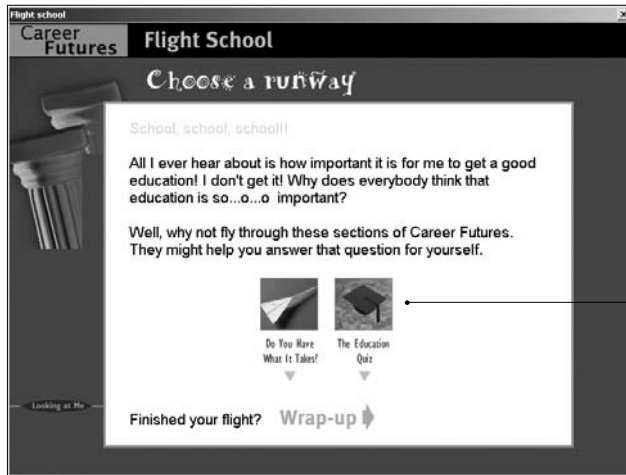 Flight school
Career
Futures
Flight School
Choose a runway
School, school, school!!
All I ever hear about is how important it is for me to get a good
education! I don't get it! Why does everybody think that
education is so...o...o important?
Well, why not fly through these sections of Career Futures.
They might help you answer that question for yourself.
Do You Have
What It Takes?
The Education
Quiz
Looking at Me
Finished your flight? Wrap-up